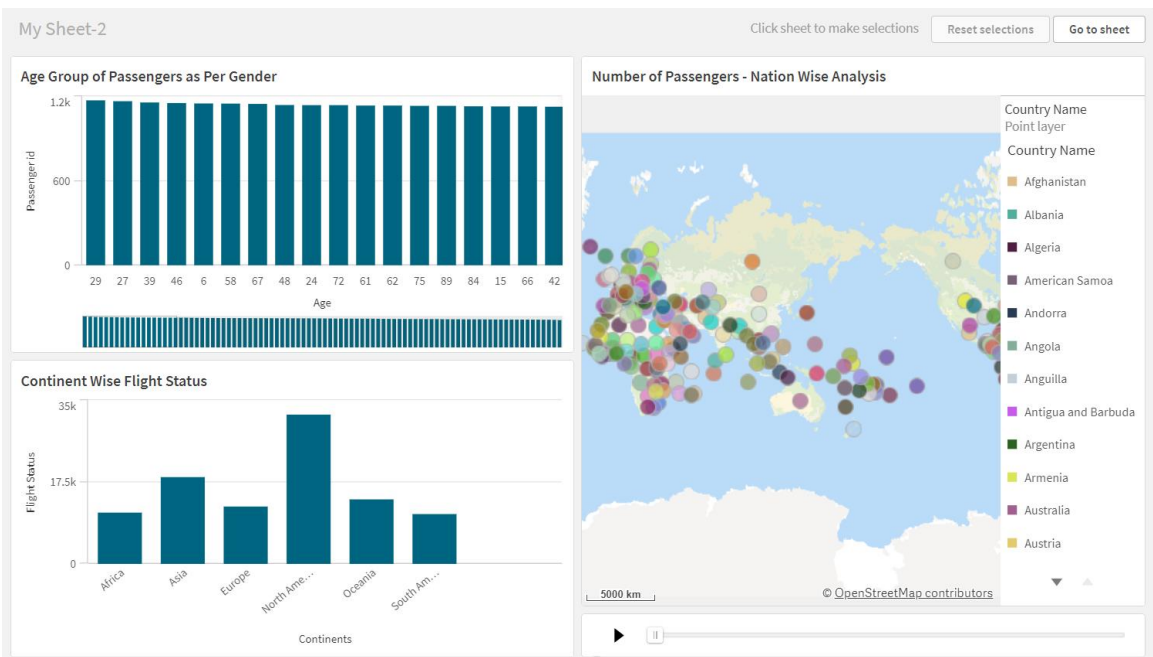 My Sheet-2
Click sheet to make selections
Reset selections
Go to sheet
Age Group of Passengers as Per Gender
1.2k
600
0
Passenger id
29 27 39 46 6 58 67 48 24 72 61 62 75 89 84 15 66 42
Age
Continent Wise Flight Status
35k
17.5k
0
Flight Status
Africa
Asia
Europe
North Ame...
Oceania
South Am...
Continents
Number of Passengers - Nation Wise Analysis
5000 km
© OpenStreetMap contributors
Country Name
Point layer
Country Name
Afghanistan
Albania
Algeria
American Samoa
Andorra
Angola
Anguilla
Antigua and Barbuda
Argentina
Armenia
Australia
Austria